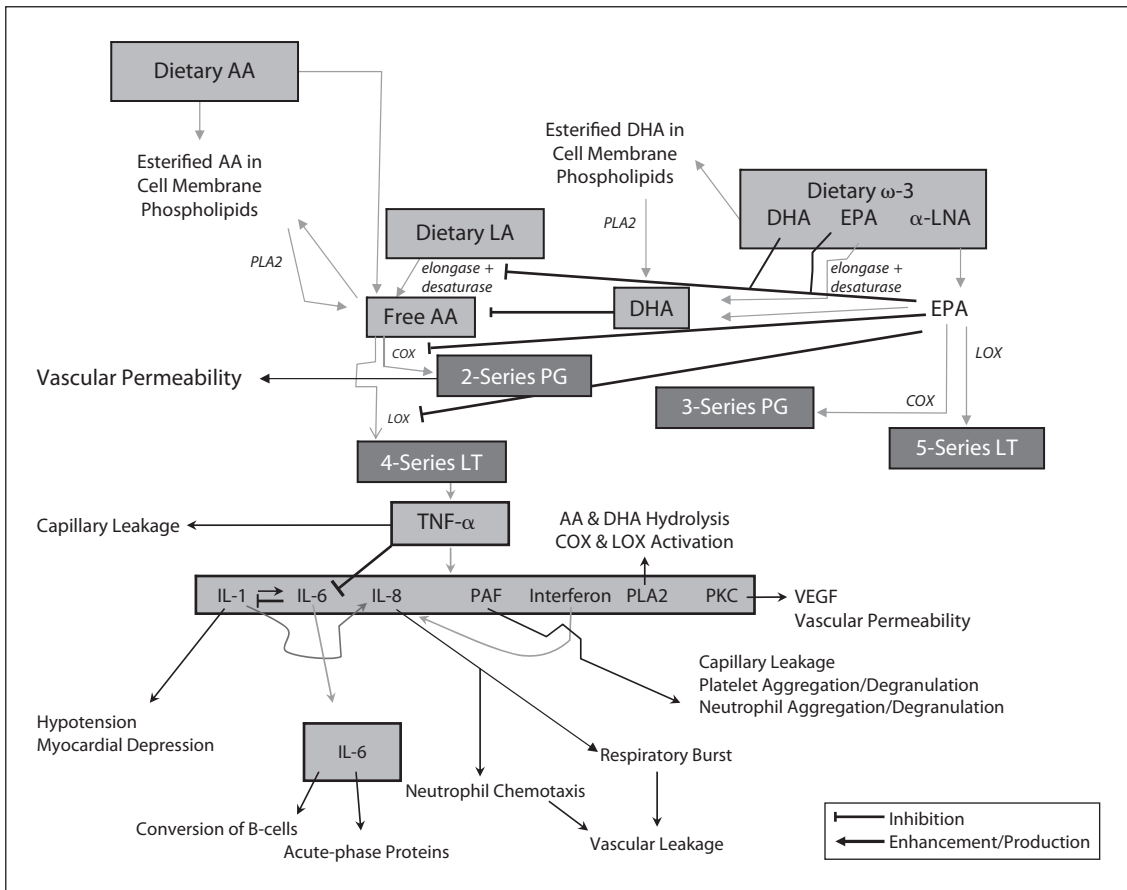 Dietary AA
Esterified AA in
Cell Membrane
Phospholipids
PLA2
Dietary LA
elongase +
desaturase
Esterified DHA in
Cell Membrane
Phospholipids
PLA2
Dietary ω-3
DHA EPA α-LNA
elongase +
desaturase
Free AA
DHA
EPA
COX
LOX
Vascular Permeability
2-Series PG
3-Series PG
COX
LOX
5-Series LT
4-Series LT
TNF-α
Capillary Leakage
AA & DHA Hydrolysis
COX & LOX Activation
IL-1 IL-6 IL-8 PAF Interferon PLA2 PKC
VEGF
Vascular Permeability
Capillary Leakage
Platelet Aggregation/Degranulation
Neutrophil Aggregation/Degranulation
Hypotension
Myocardial Depression
IL-6
Respiratory Burst
Neutrophil Chemotaxis
Conversion of B-cells
Acute-phase Proteins
Vascular Leakage
Inhibition
Enhancement/Production